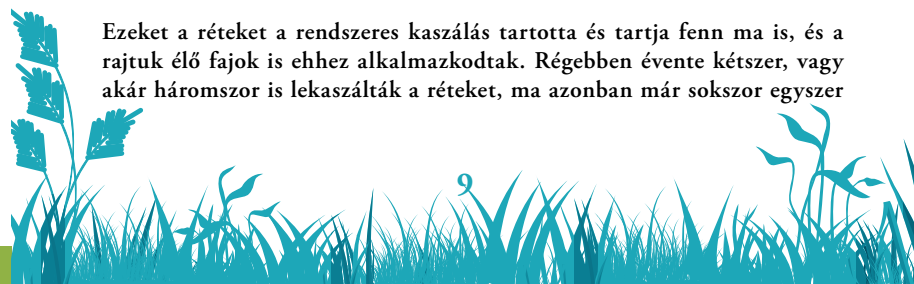 Ezeket a réteket a rendszeres kaszálás tartotta és tartja fenn ma is, és a
rajtuk élő fajok is ehhez alkalmazkodtak. Régebben évente kétszer, vagy
akár háromszor is lekaszálták a réteket, ma azonban már sokszor egyszer
9